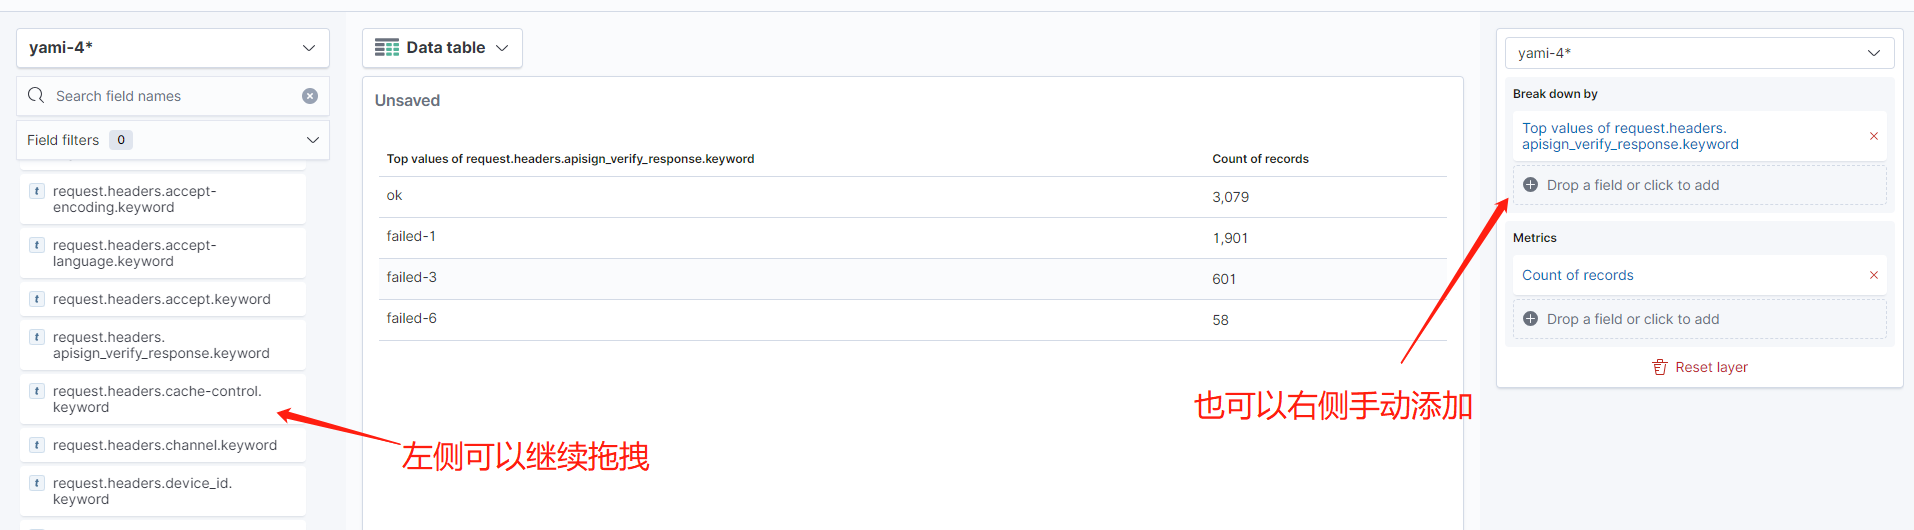 yami-4*
Search field names
Field filters 0
t request.headers.accept-
encoding.keyword
t request.headers.accept-
language.keyword
t request.headers.accept.keyword
t request.headers.
apisign_verify_response.keyword
t request.headers.cache-control.
keyword
t request.headers.channel.keyword
t request.headers.device_id.
keyword
左侧可以继续拖拽
Data table
Unsaved
Top values of request.headers.apisign_verify_response.keyword Count of records
ok 3,079
failed-1 1,901
failed-3 601
failed-6 58
也可以右侧手动添加
yami-4*
Break down by
Top values of request.headers.
apisign_verify_response.keyword
Drop a field or click to add
Metrics
Count of records
Drop a field or click to add
Reset layer